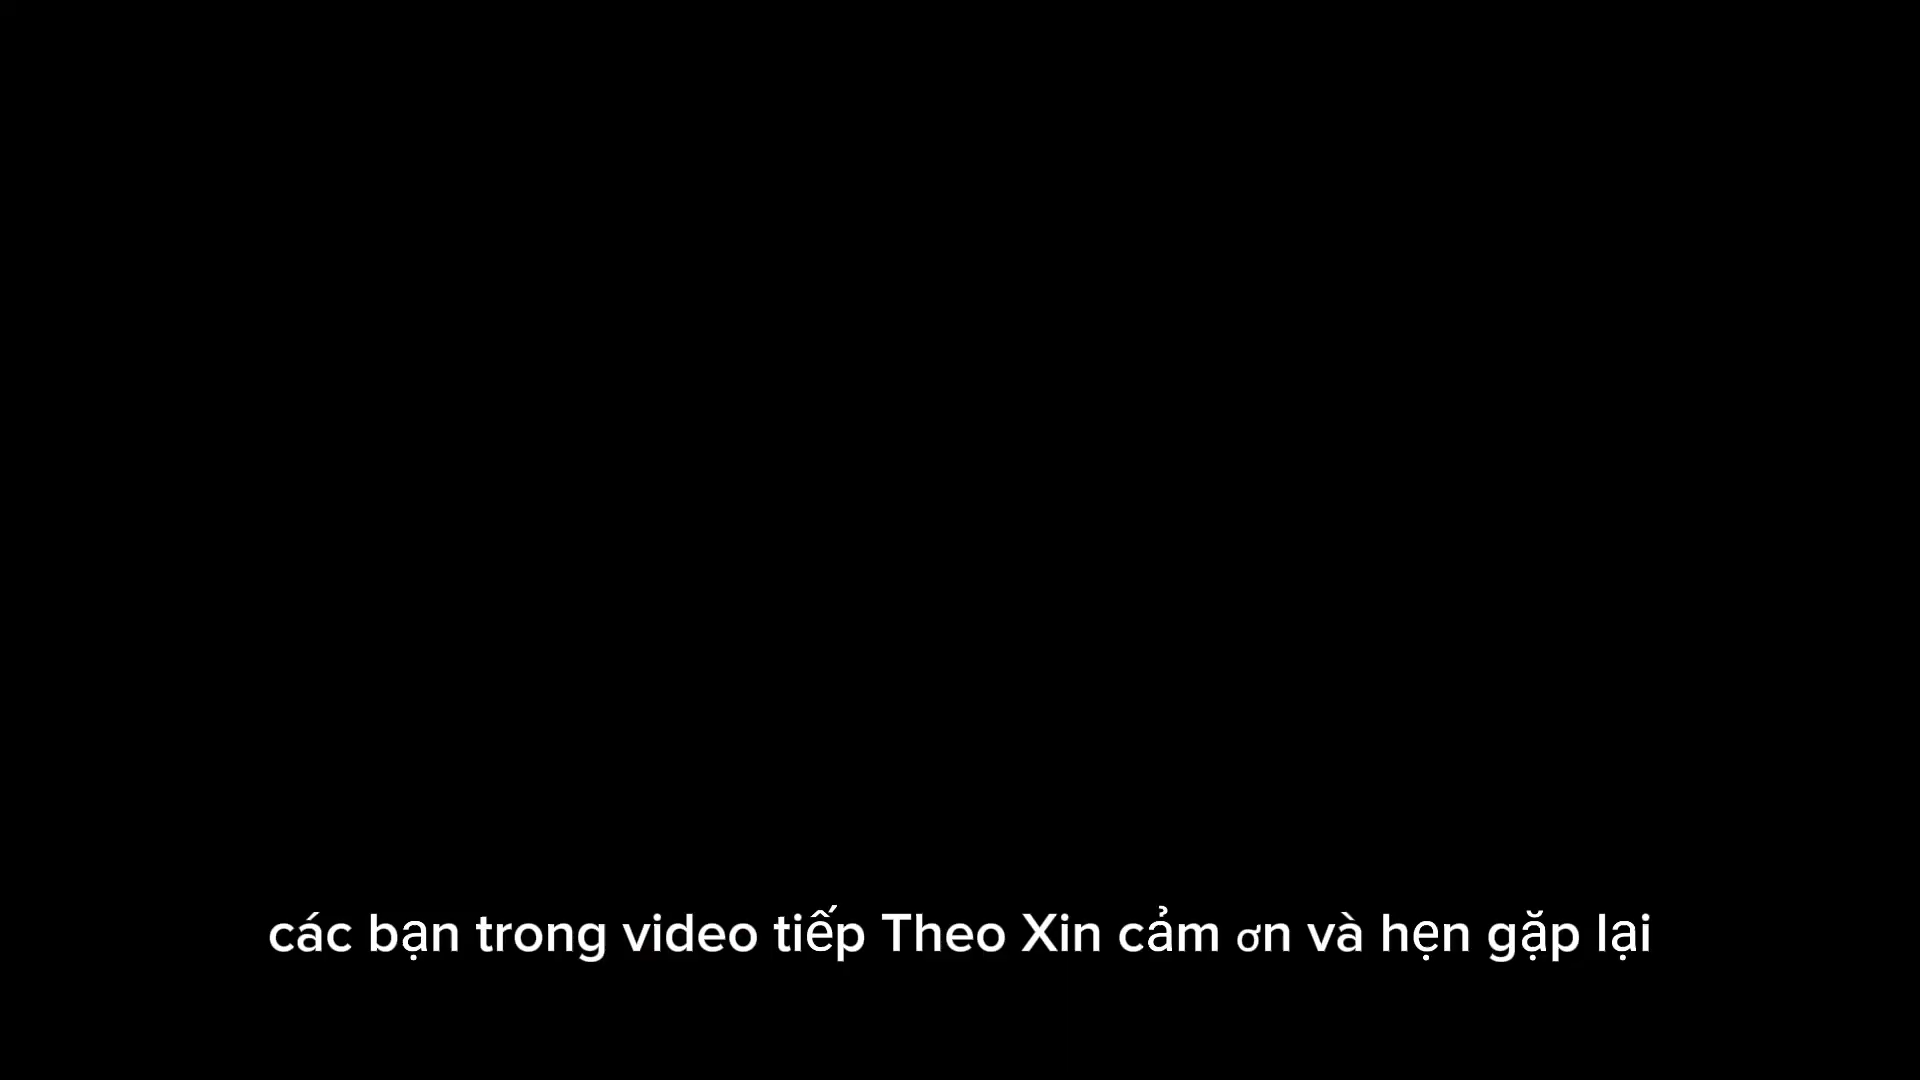 các bạn trong video tiếp Theo Xin cảm ơn và hẹn gặp lại